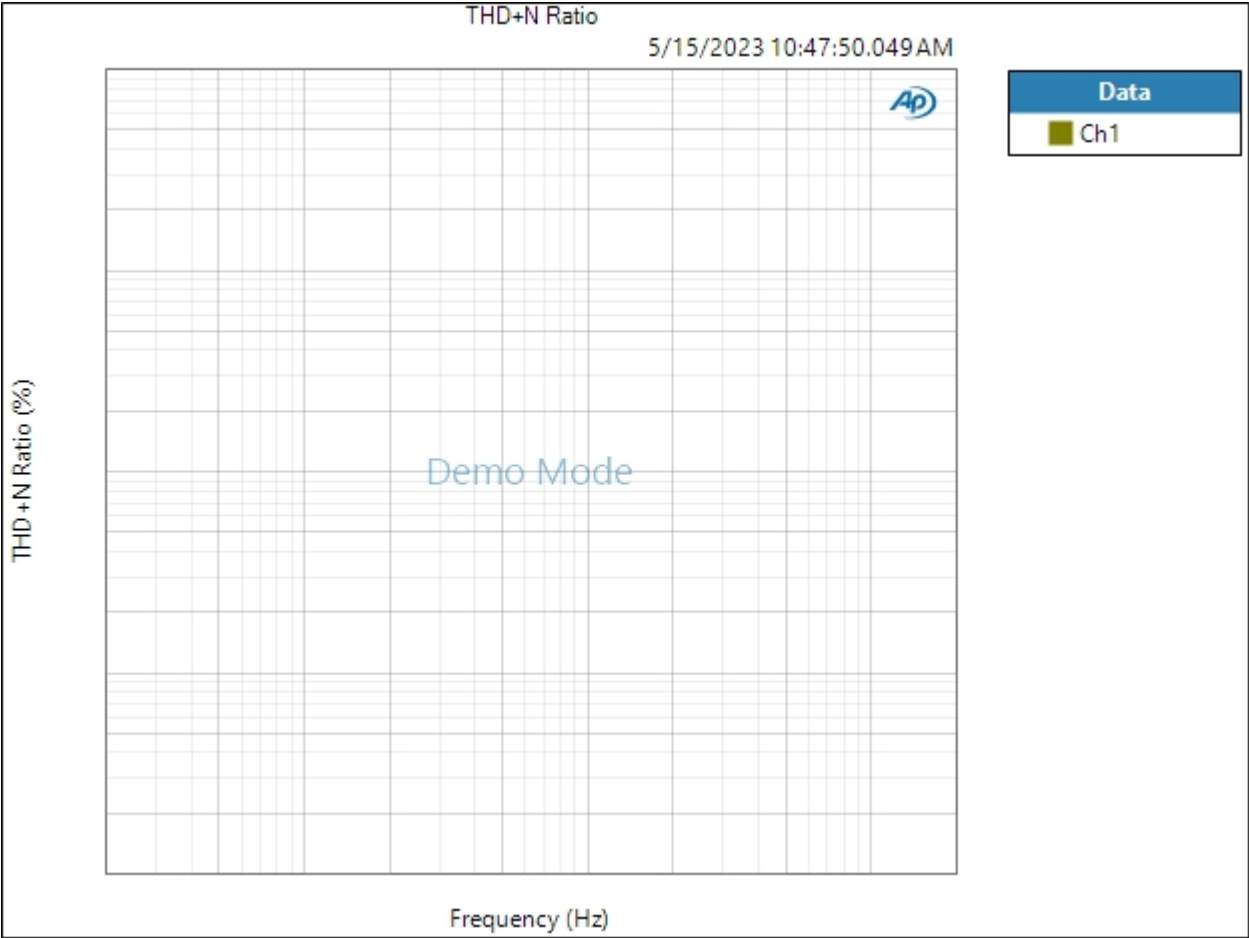 THD+N Ratio
5/15/2023 10:47:50.049 AM
Ap
Data
Ch1
THD+N Ratio (%)
Demo Mode
Frequency (Hz)